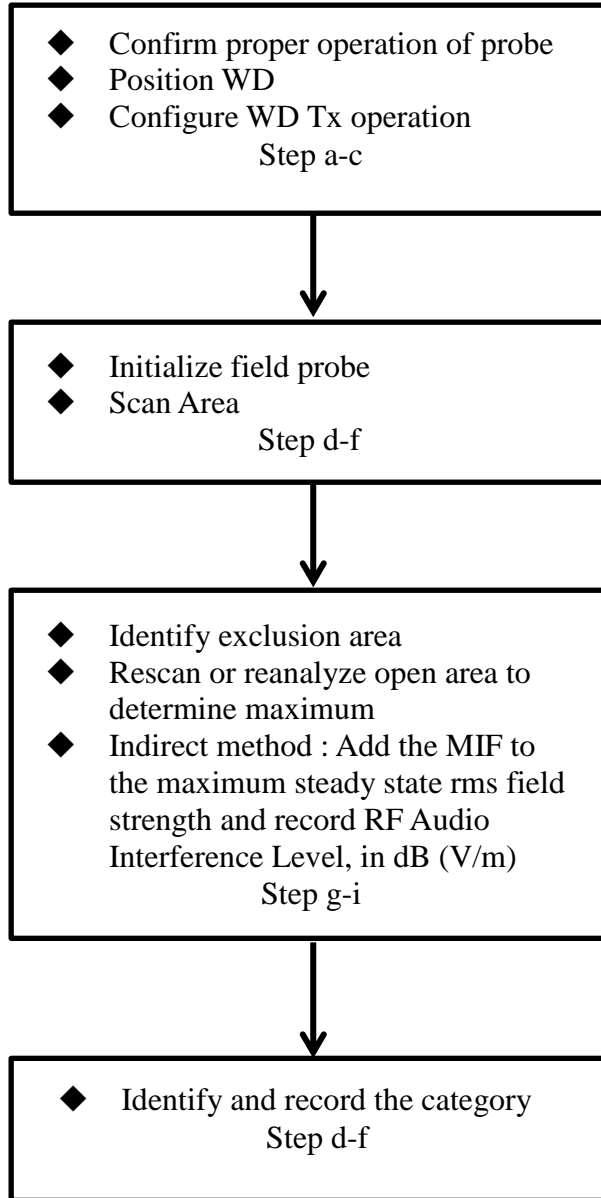 ◆ Confirm proper operation of probe
◆ Position WD
◆ Configure WD Tx operation
Step a-c
◆ Initialize field probe
◆ Scan Area
Step d-f
◆ Identify exclusion area
◆ Rescan or reanalyze open area to
determine maximum
◆ Indirect method : Add the MIF to
the maximum steady state rms field
strength and record RF Audio
Interference Level, in dB (V/m)
Step g-i
◆ Identify and record the category
Step d-f